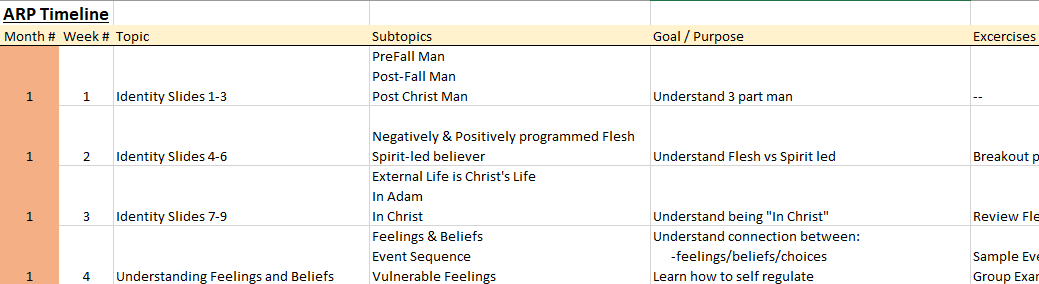 ARP Timeline
Month # Week # Topic Subtopics Goal / Purpose Excercises
PreFall Man
Post-Fall Man
1 1 Identity Slides 1-3 Post Christ Man Understand 3 part man --
Negatively & Positively programmed Flesh
1 2 Identity Slides 4-6 Spirit-led believer Understand Flesh vs Spirit led Breakout p
External Life is Christ's Life
In Adam
1 3 Identity Slides 7-9 In Christ Understand being "In Christ" Review Fle
Feelings & Beliefs Understand connection between:
Event Sequence -feelings/beliefs/choices Sample Eve
1 4 Understanding Feelings and Beliefs Vulnerable Feelings Learn how to self regulate Group Exar